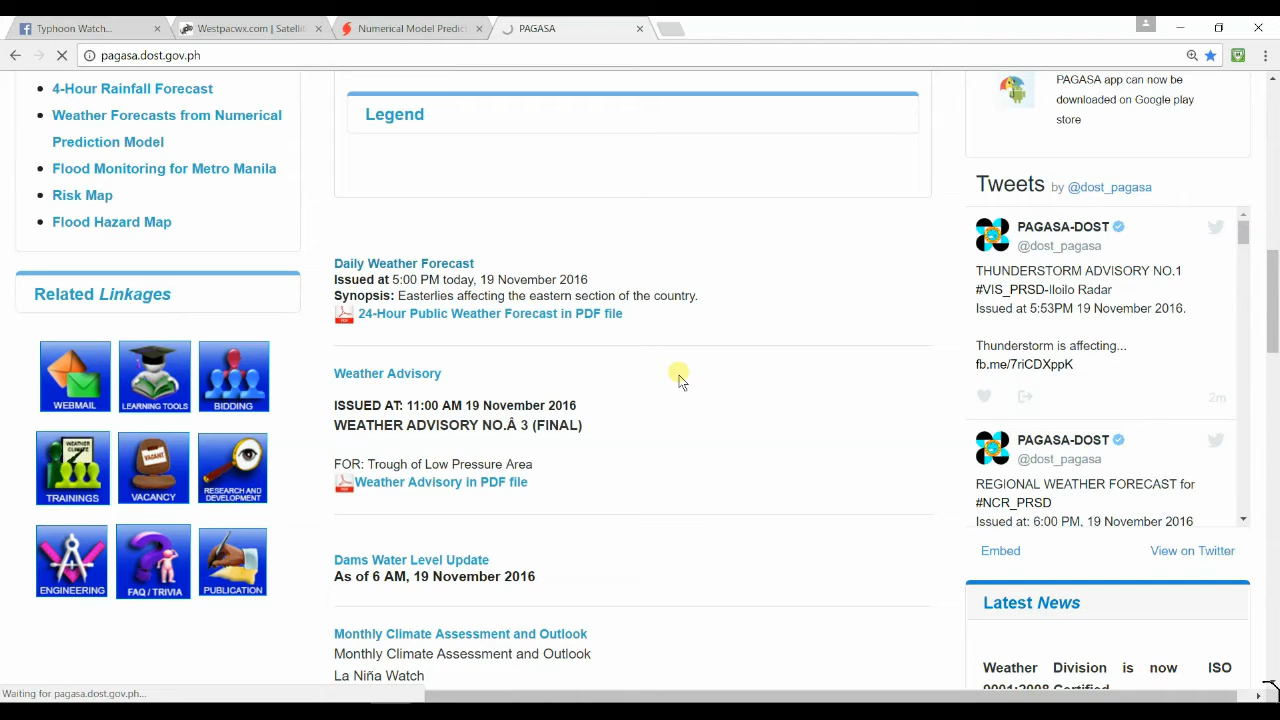 Typhoon Watch...
Westpacwx.com | Satellit
Numerical Model Predic
PAGASA
pagasa.dost.gov.ph
4-Hour Rainfall Forecast
Weather Forecasts from Numerical
Prediction Model
Flood Monitoring for Metro Manila
Risk Map
Flood Hazard Map
Related Linkages
WEBMAIL
LEARNING TOOLS
BIDDING
WEATHER
CLIMATE
TRAININGS
VACANT
VACANCY
RESEARCH AND
DEVELOPMENT
ENGINEERING
FAQ / TRIVIA
PUBLICATION
Waiting for pagasa.dost.gov.ph...
Legend
Daily Weather Forecast
Issued at 5:00 PM today, 19 November 2016
Synopsis: Easterlies affecting the eastern section of the country.
24-Hour Public Weather Forecast in PDF file
Weather Advisory
ISSUED AT: 11:00 AM 19 November 2016
WEATHER ADVISORY NO.Â 3 (FINAL)
FOR: Trough of Low Pressure Area
Weather Advisory in PDF file
Dams Water Level Update
As of 6 AM, 19 November 2016
Monthly Climate Assessment and Outlook
Monthly Climate Assessment and Outlook
La Niña Watch
PAGASA app can now be
downloaded on Google play
store
Tweets by @dost_pagasa
PAGASA-DOST
@dost_pagasa
THUNDERSTORM ADVISORY NO.1
#VIS_PRSD-Iloilo Radar
Issued at 5:53PM 19 November 2016.
Thunderstorm is affecting...
fb.me/7riCDXppK
2m
PAGASA-DOST
@dost_pagasa
REGIONAL WEATHER FORECAST for
#NCR_PRSD
Issued at: 6:00 PM, 19 November 2016
Embed
View on Twitter
Latest News
Weather Division is now ISO
9001:2008 Certified